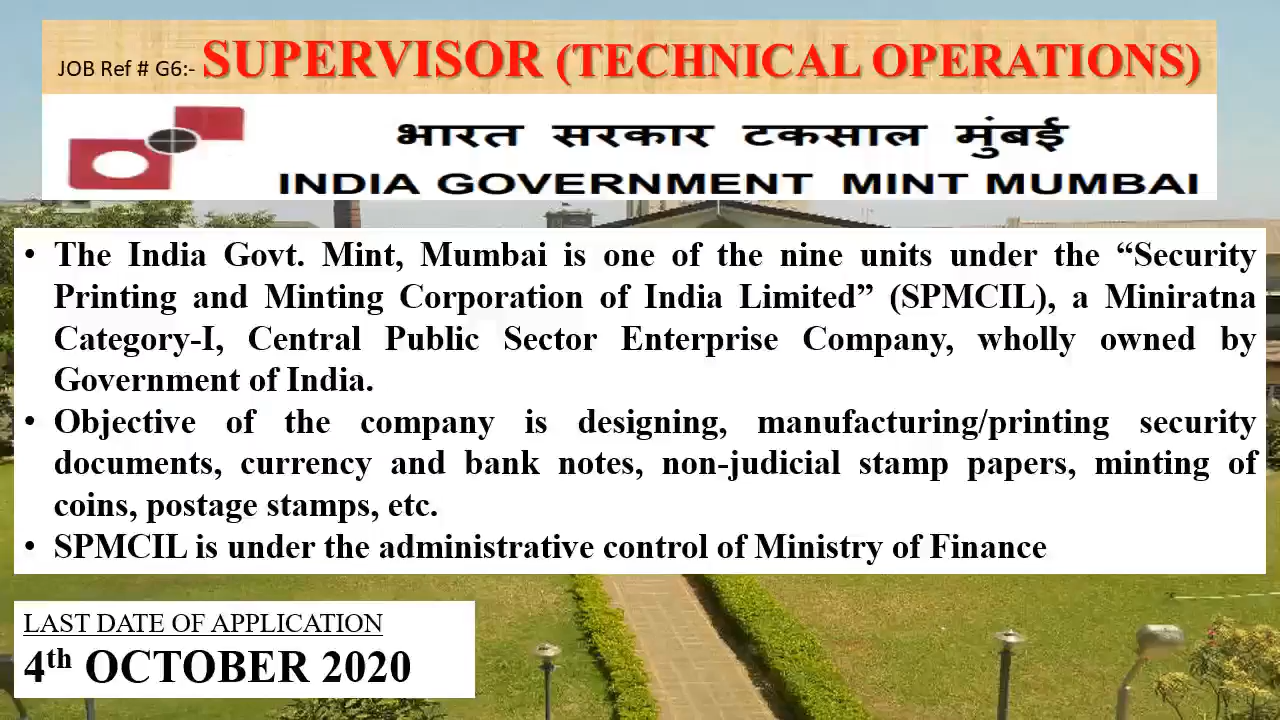 JOB Ref # G6:- SUPERVISOR (TECHNICAL OPERATIONS)
भारत सरकार टकसाल मुंबई
INDIA GOVERNMENT MINT MUMBAI
• The India Govt. Mint, Mumbai is one of the nine units under the “Security
Printing and Minting Corporation of India Limited” (SPMCIL), a Miniratna
Category-I, Central Public Sector Enterprise Company, wholly owned by
Government of India.
• Objective of the company is designing, manufacturing/printing security
documents, currency and bank notes, non-judicial stamp papers, minting of
coins, postage stamps, etc.
• SPMCIL is under the administrative control of Ministry of Finance
LAST DATE OF APPLICATION
4th OCTOBER 2020